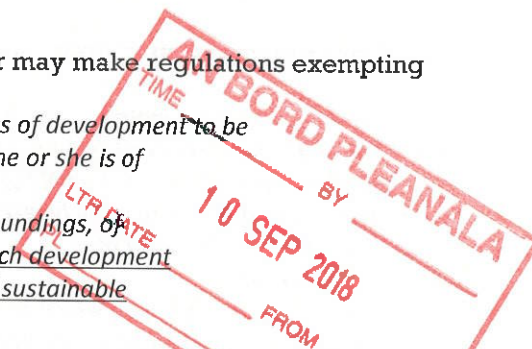 r may make regulations exempting
s of development to be
he or she is of
undings, of
ch development
sustainable
AN BORD PLEANÁLA
TIME BY
LTR DATE 10 SEP 2018 FROM
PL